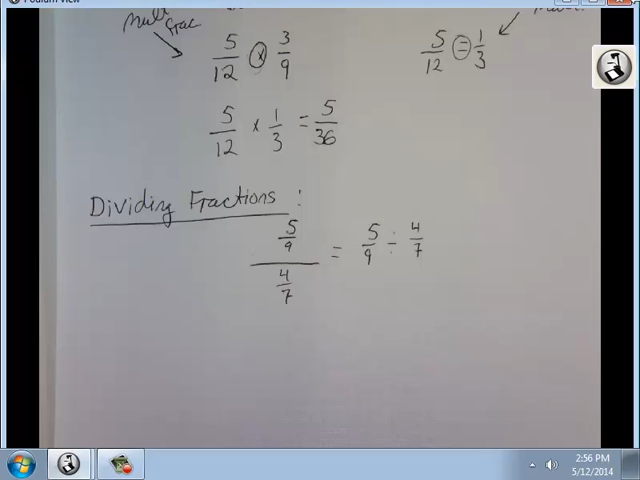 Podium View
Mult
frac
5/12 × 3/9
5/12 = 1/3
5/12 × 1/3 = 5/36
Dividing Fractions :
5/9 / 4/7 = 5/9 ÷ 4/7
2:56 PM
5/12/2014